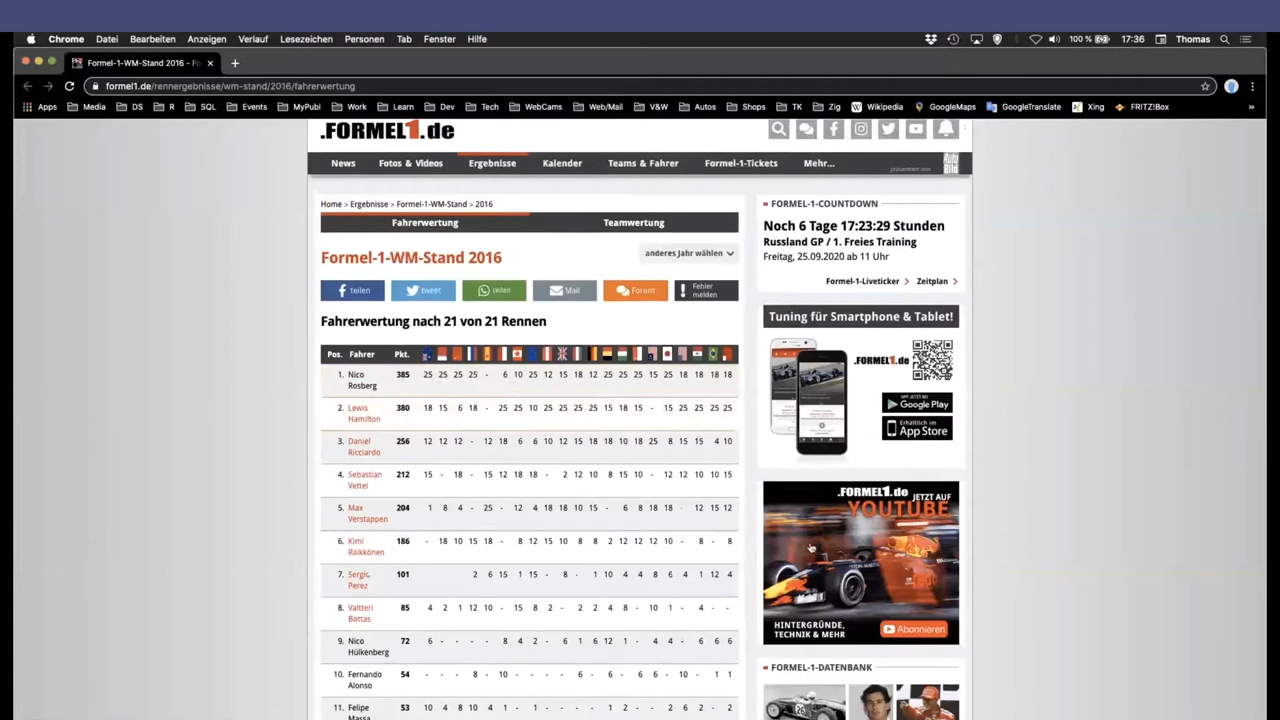 Chrome Datei Bearbeiten Anzeigen Verlauf Lesezeichen Personen Tab Fenster Hilfe 100 % 17:36 Thomas
Formel-1-WM-Stand 2016 - Fo
formel1.de/rennergebnisse/wm-stand/2016/fahrerwertung
Apps Media DS R SQL Events MyPubl Work Learn Dev Tech WebCams Web/Mail V&W Autos Shops TK Zig Wikipedia GoogleMaps GoogleTranslate Xing FRITZ!Box »
.FORMEL1.de
News Fotos & Videos Ergebnisse Kalender Teams & Fahrer Formel-1-Tickets Mehr... präsentiert von Auto Bild
Home > Ergebnisse > Formel-1-WM-Stand > 2016
Fahrerwertung Teamwertung
Formel-1-WM-Stand 2016
anderes Jahr wählen
teilen tweet teilen Mail Forum Fehler melden
Fahrerwertung nach 21 von 21 Rennen
Pos. Fahrer Pkt.
1. Nico Rosberg 385 25 25 25 25 - 6 10 25 12 15 18 12 25 25 25 15 25 18 18 18 18
2. Lewis Hamilton 380 18 15 6 18 - 25 25 10 25 25 25 25 15 18 15 - 15 25 25 25 25
3. Daniel Ricciardo 256 12 12 12 - 12 18 6 6 10 12 15 18 18 10 18 25 8 15 15 4 10
4. Sebastian Vettel 212 15 - 18 - 15 12 18 18 - 2 12 10 8 15 10 - 12 12 10 10 15
5. Max Verstappen 204 1 8 4 - 25 - 12 4 18 18 10 15 - 6 8 18 18 - 12 15 12
6. Kimi Räikkönen 186 - 18 10 15 18 - 8 12 15 10 8 8 2 12 12 12 10 - 8 - 8
7. Sergio Perez 101 2 6 15 1 15 - 8 - 1 10 4 4 8 6 4 1 12 4
8. Valtteri Bottas 85 4 2 1 12 10 - 15 8 2 - 2 2 4 8 - 10 1 - 4 - -
9. Nico Hülkenberg 72 6 - - - - 8 4 2 - 6 1 6 12 1 - 4 4 - 6 6 6
10. Fernando Alonso 54 - - - 8 - 10 - - - - 6 - 6 - 6 6 - 10 - 1 1
11. Felipe Massa 53 10 4 8 10 4 1 - 1 - - - - 1 2 - - 2 6 2 - 2
FORMEL-1-COUNTDOWN
Noch 6 Tage 17:23:29 Stunden
Russland GP / 1. Freies Training
Freitag, 25.09.2020 ab 11 Uhr
Formel-1-Liveticker Zeitplan
Tuning für Smartphone & Tablet!
.FORMEL1.de
JETZT BEI
Google Play
Erhältlich im
App Store
.FORMEL1.de JETZT AUF
YOUTUBE
HINTERGRÜNDE,
TECHNIK & MEHR
Abonnieren
FORMEL-1-DATENBANK